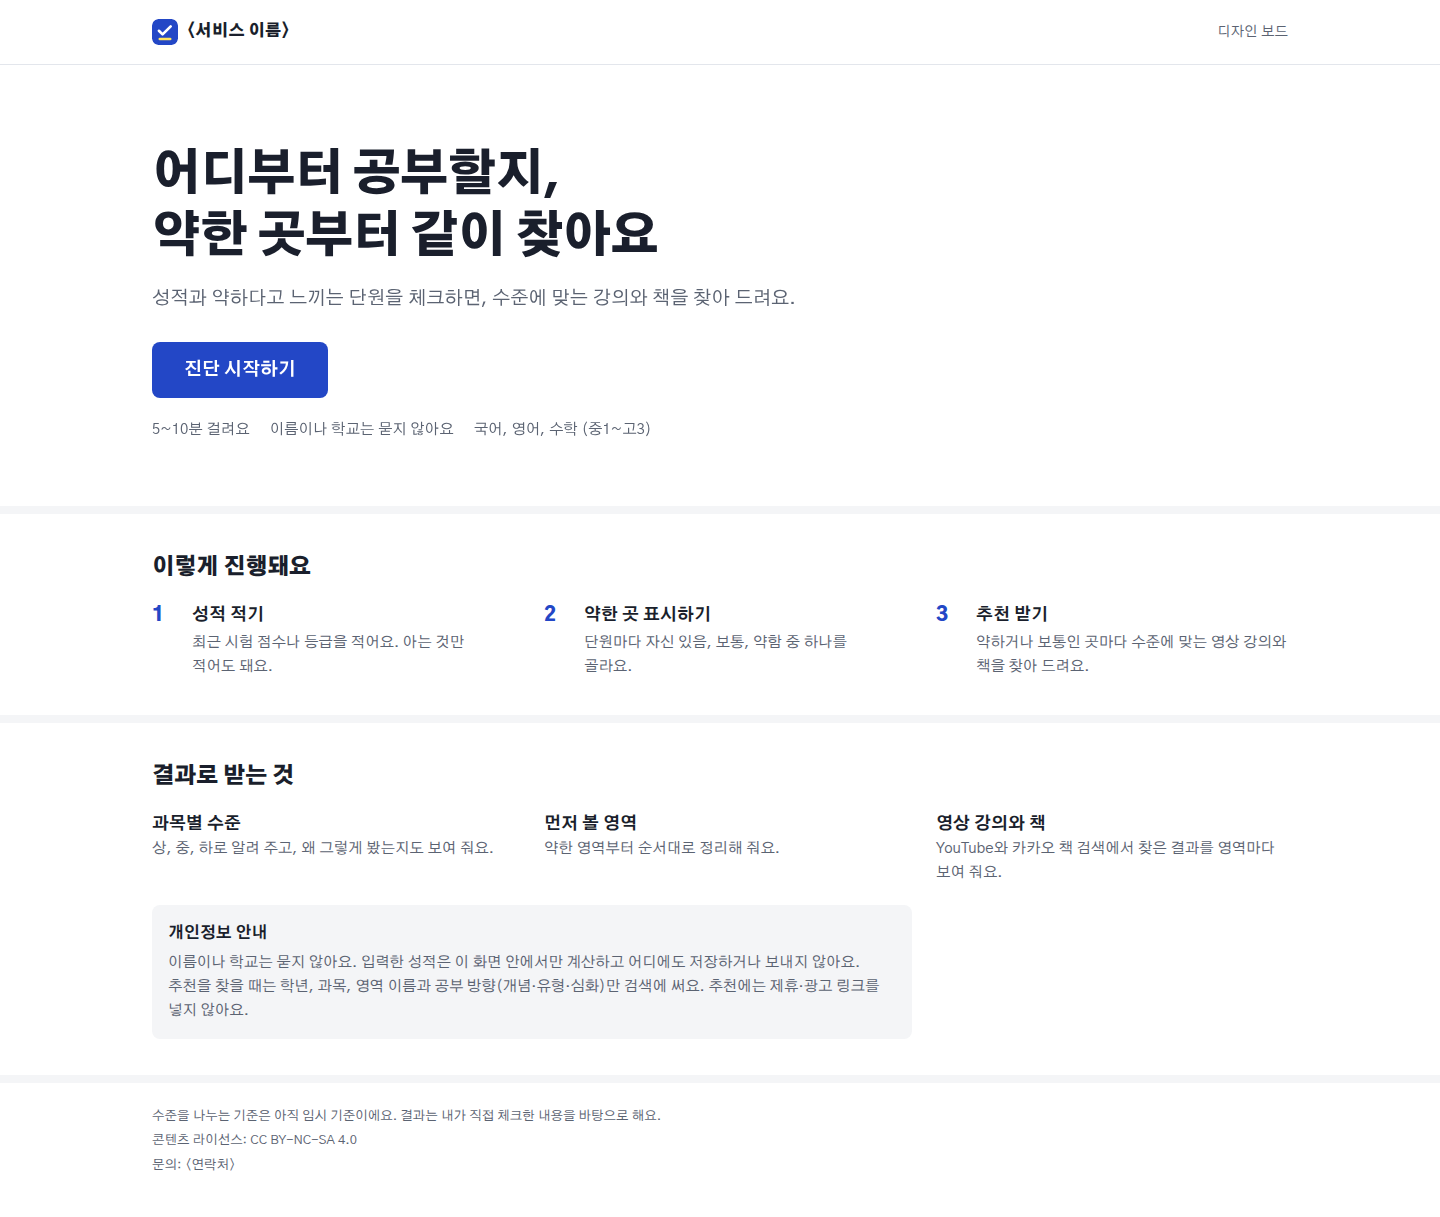 〈서비스 이름〉
디자인 보드
어디부터 공부할지,
약한 곳부터 같이 찾아요
성적과 약하다고 느끼는 단원을 체크하면, 수준에 맞는 강의와 책을 찾아 드려요.
진단 시작하기
5~10분 걸려요 이름이나 학교는 묻지 않아요 국어, 영어, 수학 (중1~고3)
이렇게 진행돼요
1 성적 적기
최근 시험 점수나 등급을 적어요. 아는 것만
적어도 돼요.
2 약한 곳 표시하기
단원마다 자신 있음, 보통, 약함 중 하나를
골라요.
3 추천 받기
약하거나 보통인 곳마다 수준에 맞는 영상 강의와
책을 찾아 드려요.
결과로 받는 것
과목별 수준
상, 중, 하로 알려 주고, 왜 그렇게 봤는지도 보여 줘요.
먼저 볼 영역
약한 영역부터 순서대로 정리해 줘요.
영상 강의와 책
YouTube와 카카오 책 검색에서 찾은 결과를 영역마다
보여 줘요.
개인정보 안내
이름이나 학교는 묻지 않아요. 입력한 성적은 이 화면 안에서만 계산하고 어디에도 저장하거나 보내지 않아요.
추천을 찾을 때는 학년, 과목, 영역 이름과 공부 방향(개념·유형·심화)만 검색에 써요. 추천에는 제휴·광고 링크를
넣지 않아요.
수준을 나누는 기준은 아직 임시 기준이에요. 결과는 내가 직접 체크한 내용을 바탕으로 해요.
콘텐츠 라이선스: CC BY-NC-SA 4.0
문의: 〈연락처〉